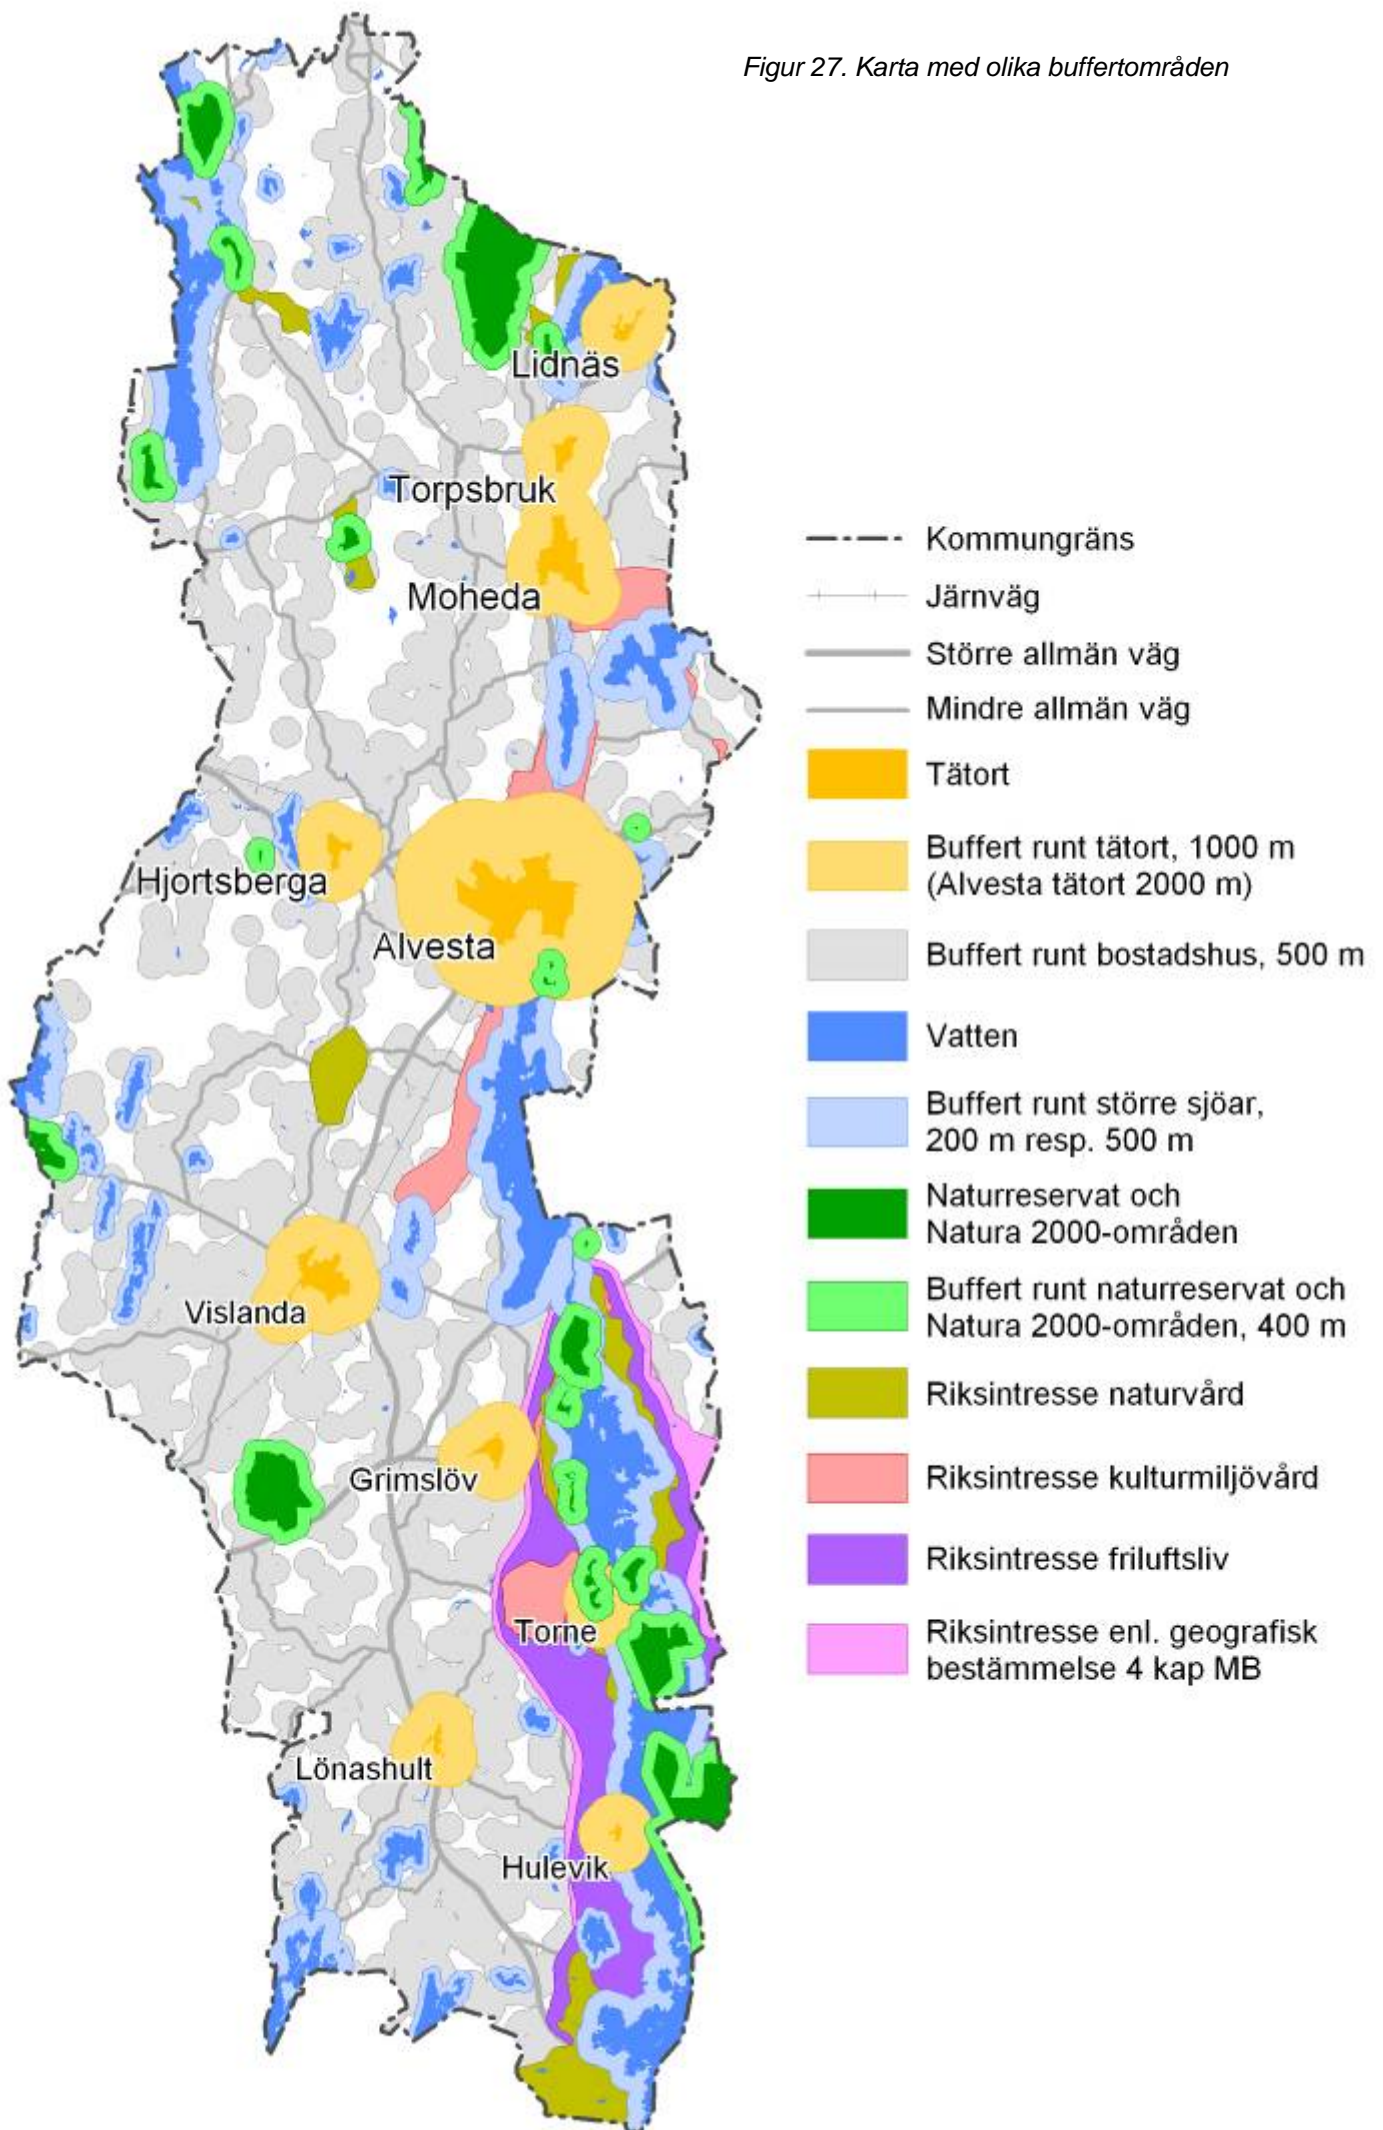 Figur 27. Karta med olika buffertområden
Lidnäs
Torpsbruk
Moheda
Hjortsberga
Alvesta
Vislanda
Grimslöv
Torne
Lönashult
Hulevik
Kommungräns
Järnväg
Större allmän väg
Mindre allmän väg
Tätort
Buffert runt tätort, 1000 m
(Alvesta tätort 2000 m)
Buffert runt bostadshus, 500 m
Vatten
Buffert runt större sjöar,
200 m resp. 500 m
Naturreservat och
Natura 2000-områden
Buffert runt naturreservat och
Natura 2000-områden, 400 m
Riksintresse naturvård
Riksintresse kulturmiljövård
Riksintresse friluftsliv
Riksintresse enl. geografisk
bestämmelse 4 kap MB